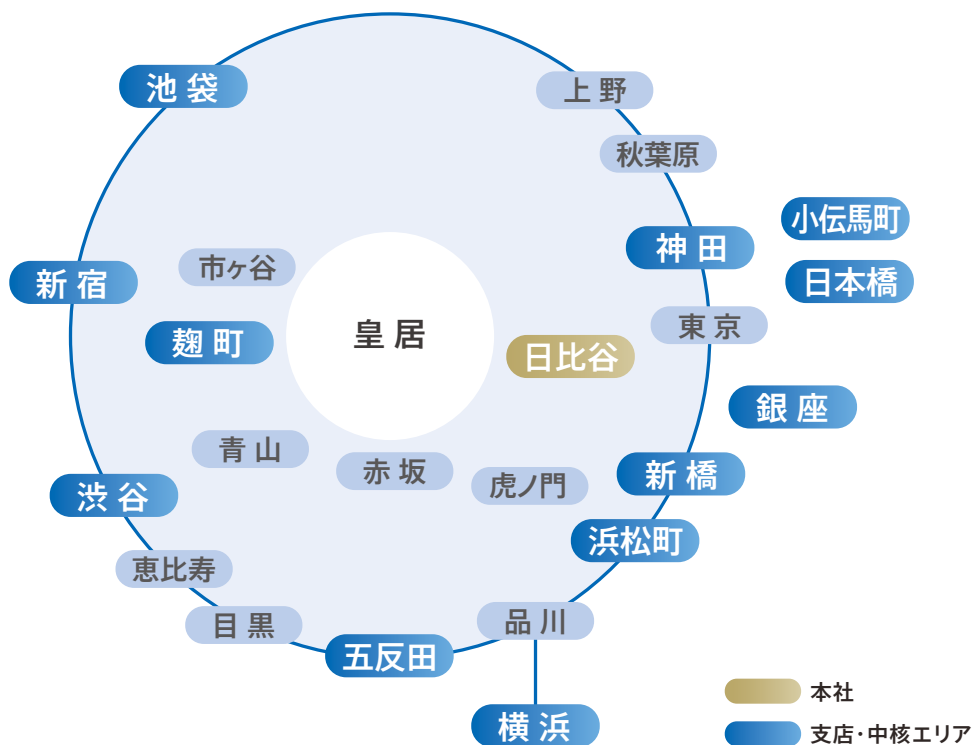 池袋
上野
秋葉原
小伝馬町
神田
市ヶ谷
新宿
日本橋
東京
皇居
麹町
日比谷
銀座
青山
赤坂
新橋
虎ノ門
渋谷
浜松町
恵比寿
品川
目黒
五反田
本社
横浜
支店・中核エリア